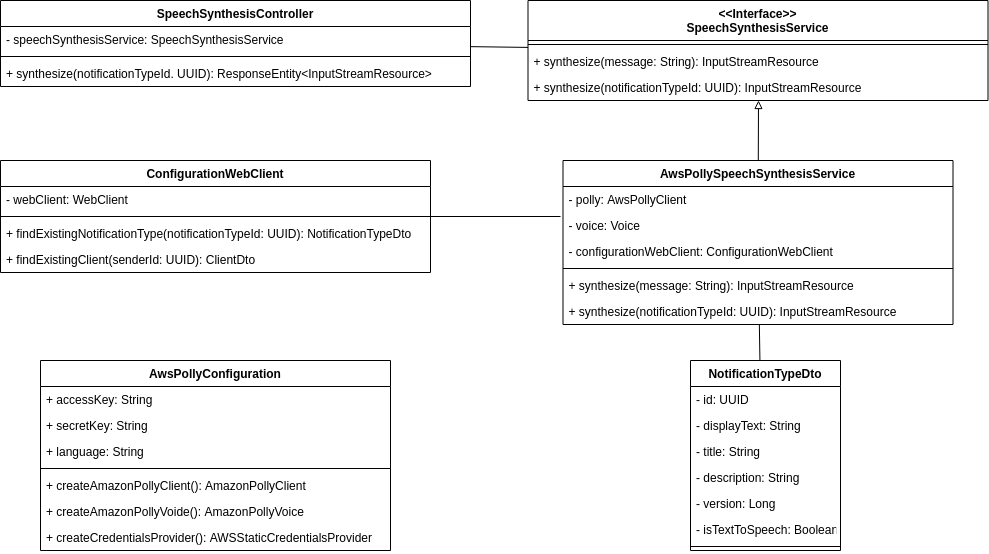 SpeechSynthesisController
- speechSynthesisService: SpeechSynthesisService
+ synthesize(notificationTypeId. UUID): ResponseEntity<InputStreamResource>
<<Interface>>
SpeechSynthesisService
+ synthesize(message: String): InputStreamResource
+ synthesize(notificationTypeId: UUID): InputStreamResource
ConfigurationWebClient
- webClient: WebClient
+ findExistingNotificationType(notificationTypeId: UUID): NotificationTypeDto
+ findExistingClient(senderId: UUID): ClientDto
AwsPollySpeechSynthesisService
- polly: AwsPollyClient
- voice: Voice
- configurationWebClient: ConfigurationWebClient
+ synthesize(message: String): InputStreamResource
+ synthesize(notificationTypeId: UUID): InputStreamResource
AwsPollyConfiguration
+ accessKey: String
+ secretKey: String
+ language: String
+ createAmazonPollyClient(): AmazonPollyClient
+ createAmazonPollyVoide(): AmazonPollyVoice
+ createCredentialsProvider(): AWSStaticCredentialsProvider
NotificationTypeDto
- id: UUID
- displayText: String
- title: String
- description: String
- version: Long
- isTextToSpeech: Boolean